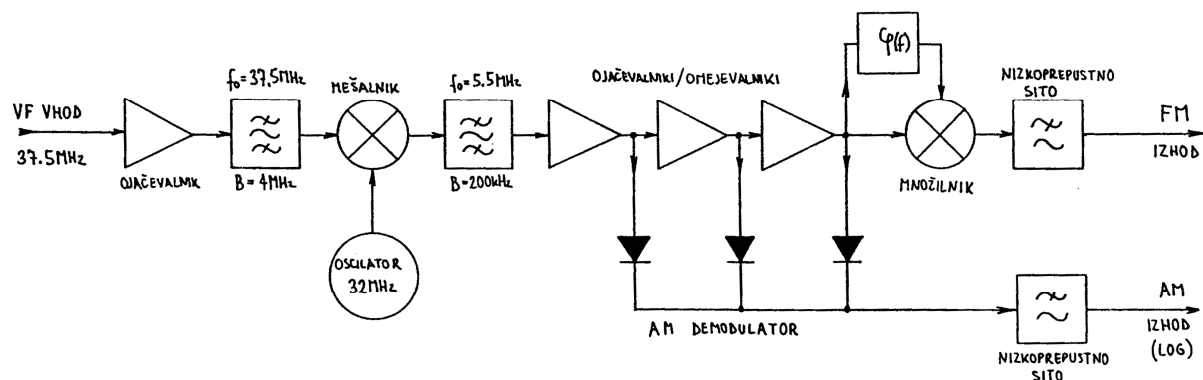 VF VHOD
37.5MHz
OJAČEVALNIK
f₀=37.5MHz
B=4MHz
MEŠALNIK
OSCILATOR
32MHz
f₀=5.5MHz
B=200kHz
OJAČEVALNIKI/OMEJEVALNIKI
φ(f)
MNOŽILNIK
NIZKOPREPUSTNO
SITO
FM
IZHOD
AM DEMODULATOR
NIZKOPREPUSTNO
SITO
AM
IZHOD
(LOG)